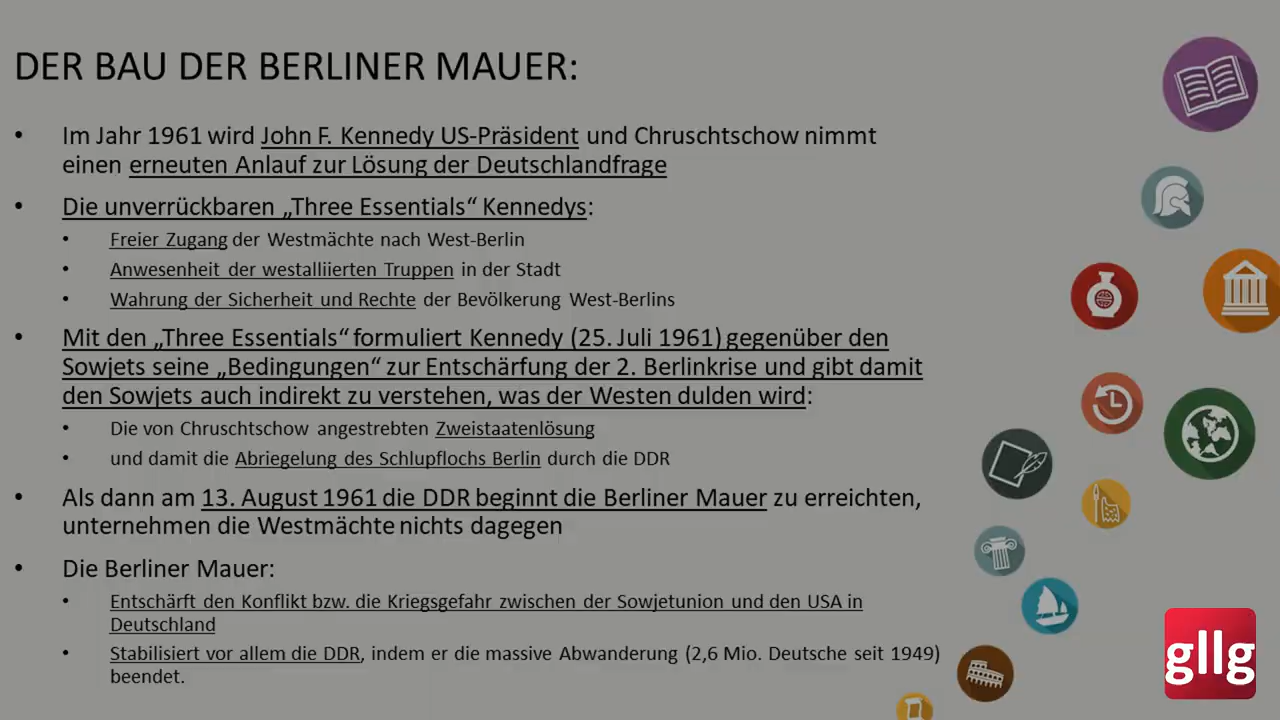 DER BAU DER BERLINER MAUER:
• Im Jahr 1961 wird John F. Kennedy US-Präsident und Chruschtschow nimmt
einen erneuten Anlauf zur Lösung der Deutschlandfrage
• Die unverrückbaren „Three Essentials“ Kennedys:
• Freier Zugang der Westmächte nach West-Berlin
• Anwesenheit der westalliierten Truppen in der Stadt
• Wahrung der Sicherheit und Rechte der Bevölkerung West-Berlins
• Mit den „Three Essentials“ formuliert Kennedy (25. Juli 1961) gegenüber den
Sowjets seine „Bedingungen“ zur Entschärfung der 2. Berlinkrise und gibt damit
den Sowjets auch indirekt zu verstehen, was der Westen dulden wird:
• Die von Chruschtschow angestrebten Zweistaatenlösung
• und damit die Abriegelung des Schlupflochs Berlin durch die DDR
• Als dann am 13. August 1961 die DDR beginnt die Berliner Mauer zu erreichten,
unternehmen die Westmächte nichts dagegen
• Die Berliner Mauer:
• Entschärft den Konflikt bzw. die Kriegsgefahr zwischen der Sowjetunion und den USA in
Deutschland
• Stabilisiert vor allem die DDR, indem er die massive Abwanderung (2,6 Mio. Deutsche seit 1949)
beendet.
gllg